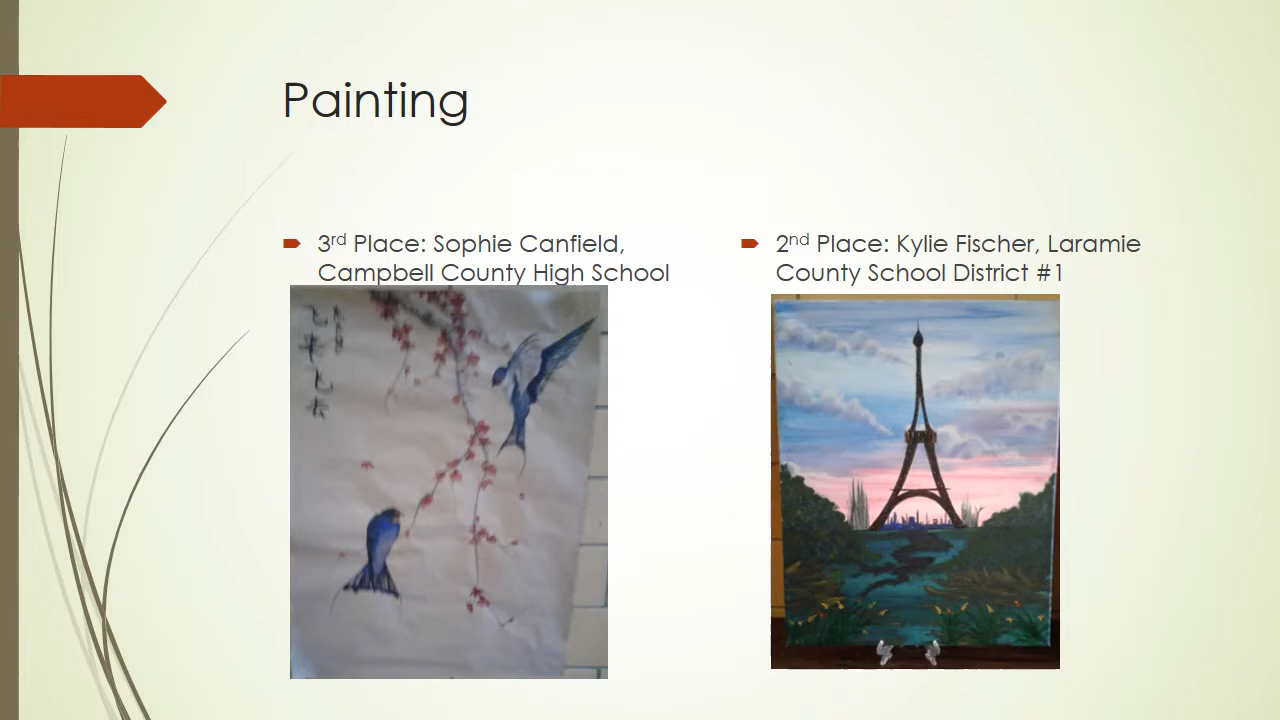 Painting
3rd Place: Sophie Canfield,
Campbell County High School
2nd Place: Kylie Fischer, Laramie
County School District #1